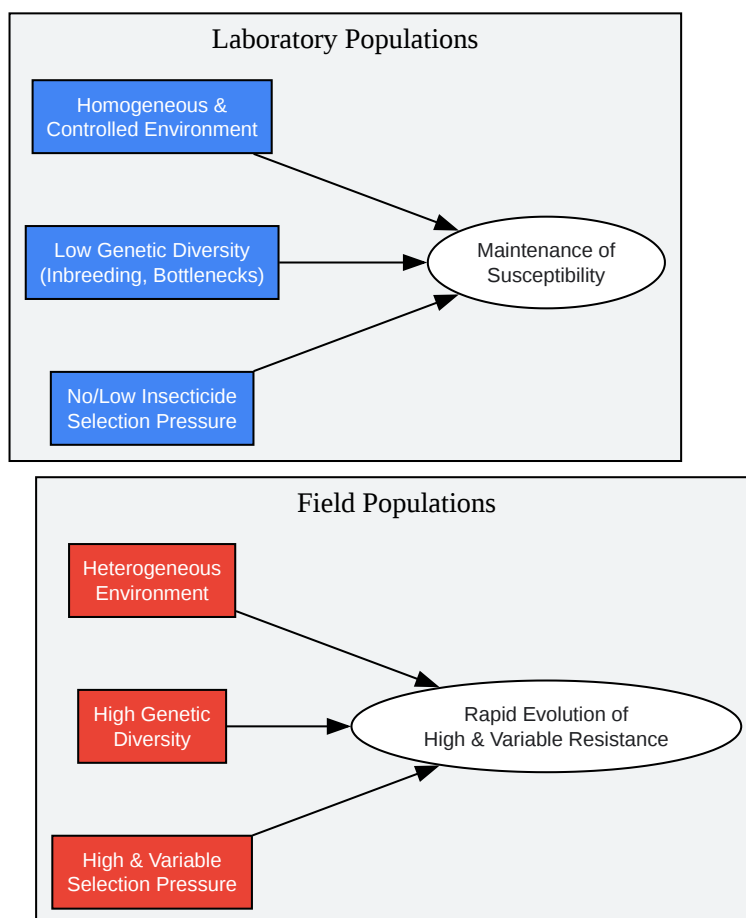 Laboratory Populations
Homogeneous &
Controlled Environment
Low Genetic Diversity
(Inbreeding, Bottlenecks)
Maintenance of
Susceptibility
No/Low Insecticide
Selection Pressure
Field Populations
Heterogeneous
Environment
High Genetic
Diversity
Rapid Evolution of
High & Variable Resistance
High & Variable
Selection Pressure